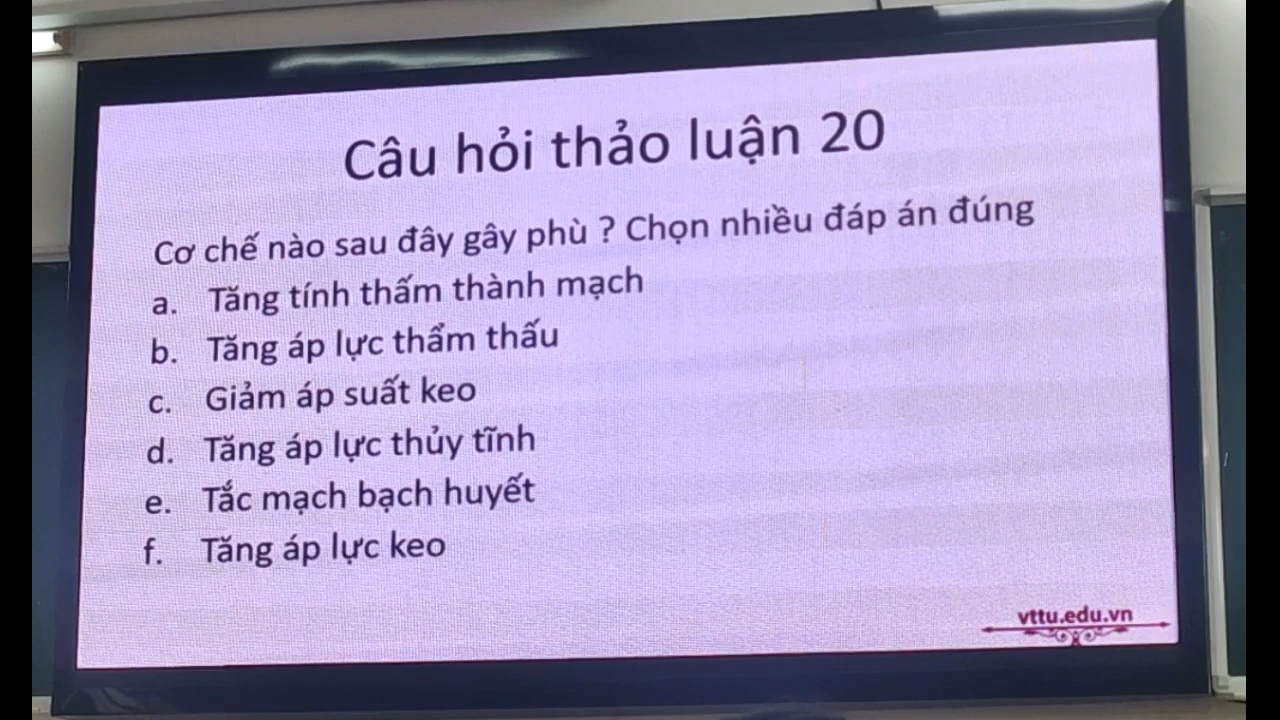 Câu hỏi thảo luận 20
Cơ chế nào sau đây gây phù ? Chọn nhiều đáp án đúng
a. Tăng tính thấm thành mạch
b. Tăng áp lực thẩm thấu
c. Giảm áp suất keo
d. Tăng áp lực thủy tĩnh
e. Tắc mạch bạch huyết
f. Tăng áp lực keo
vttu.edu.vn